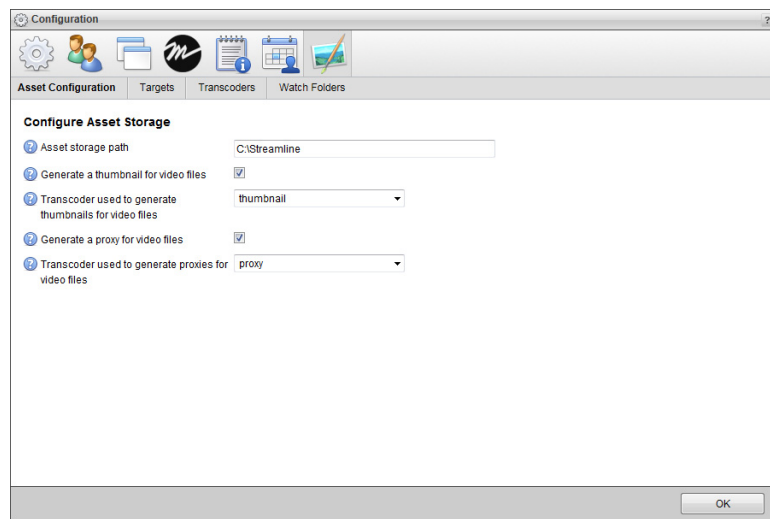 Configuration
?
Asset Configuration Targets Transcoders Watch Folders
Configure Asset Storage
? Asset storage path C:\Streamline
? Generate a thumbnail for video files
? Transcoder used to generate thumbnail
thumbnails for video files
? Generate a proxy for video files
? Transcoder used to generate proxies for proxy
video files
OK